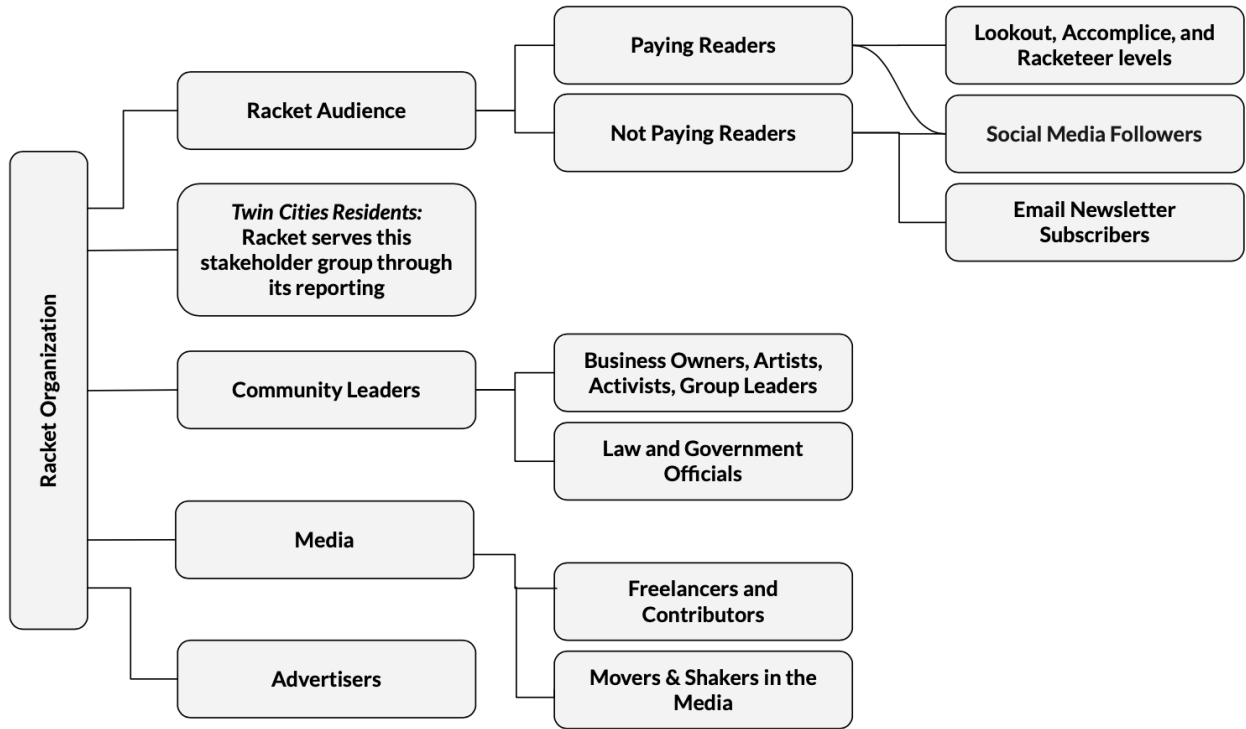 Racket Organization
Racket Audience
Twin Cities Residents:
Racket serves this
stakeholder group through
its reporting
Community Leaders
Media
Advertisers
Paying Readers
Not Paying Readers
Business Owners, Artists,
Activists, Group Leaders
Law and Government
Officials
Freelancers and
Contributors
Movers & Shakers in the
Media
Lookout, Accomplice, and
Racketeer levels
Social Media Followers
Email Newsletter
Subscribers